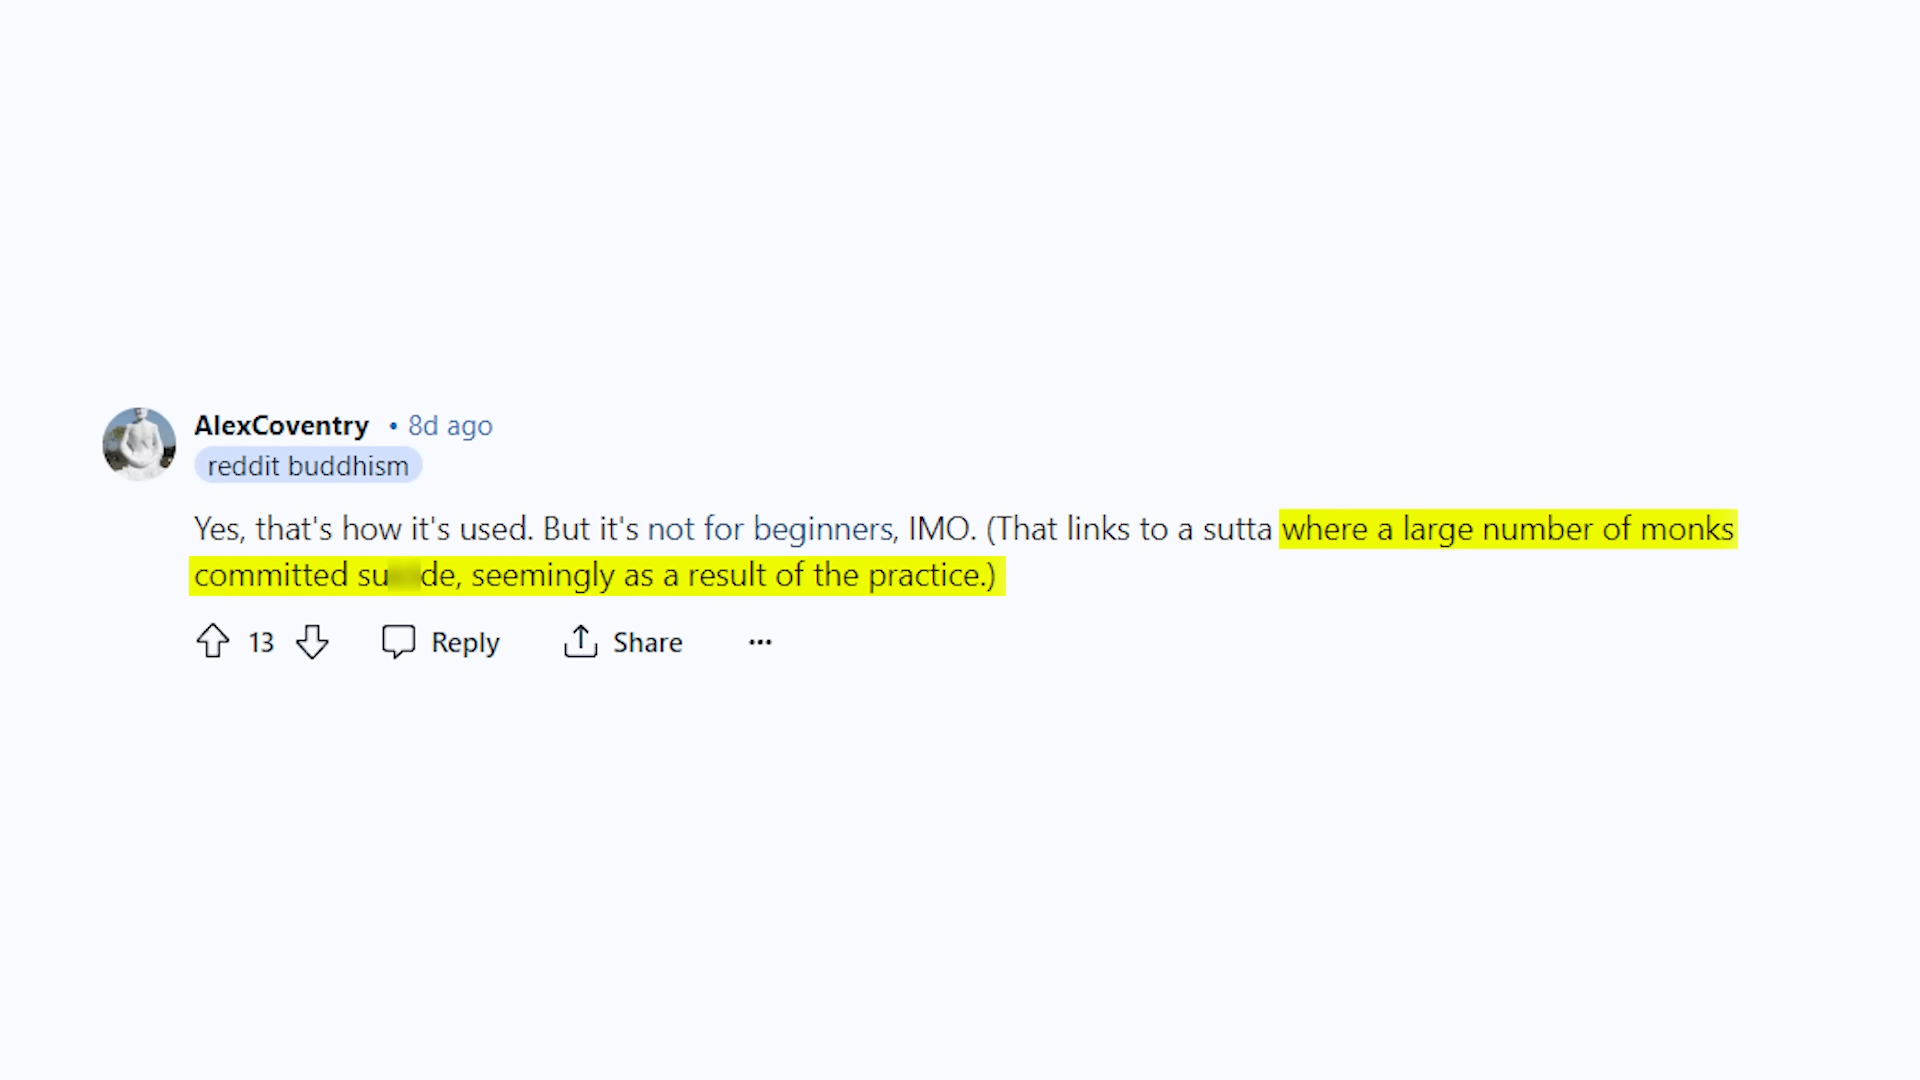 AlexCoventry • 8d ago
reddit buddhism
Yes, that's how it's used. But it's not for beginners, IMO. (That links to a sutta where a large number of monks
committed su de, seemingly as a result of the practice.)
13 Reply Share ...